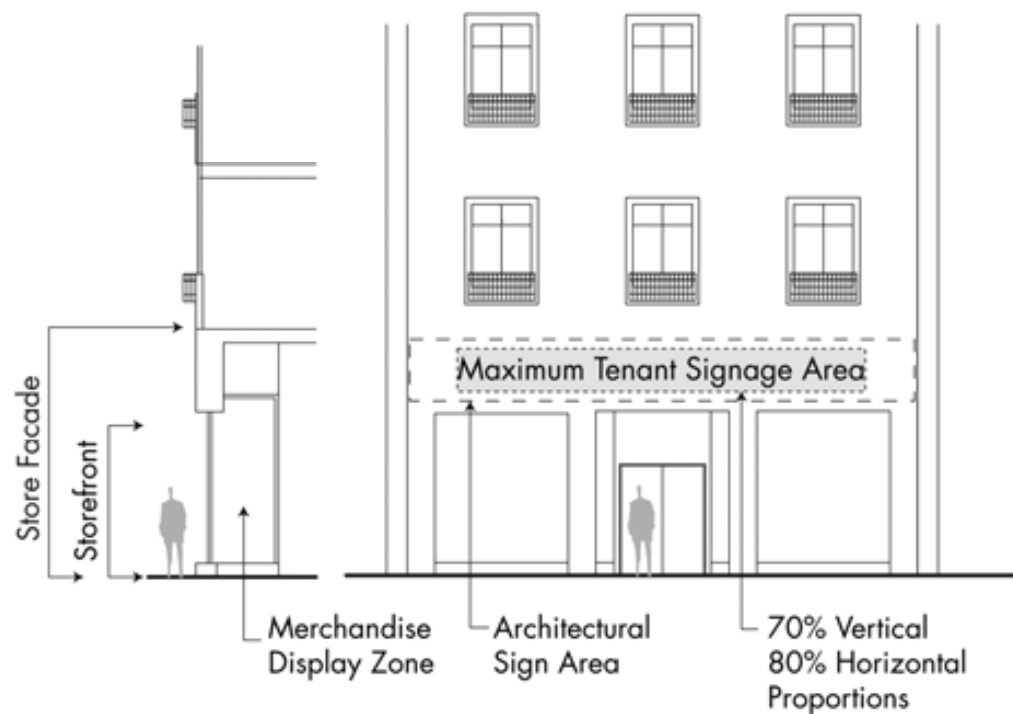 Maximum Tenant Signage Area
Store Facade
Storefront
Merchandise
Display Zone
Architectural
Sign Area
70% Vertical
80% Horizontal
Proportions